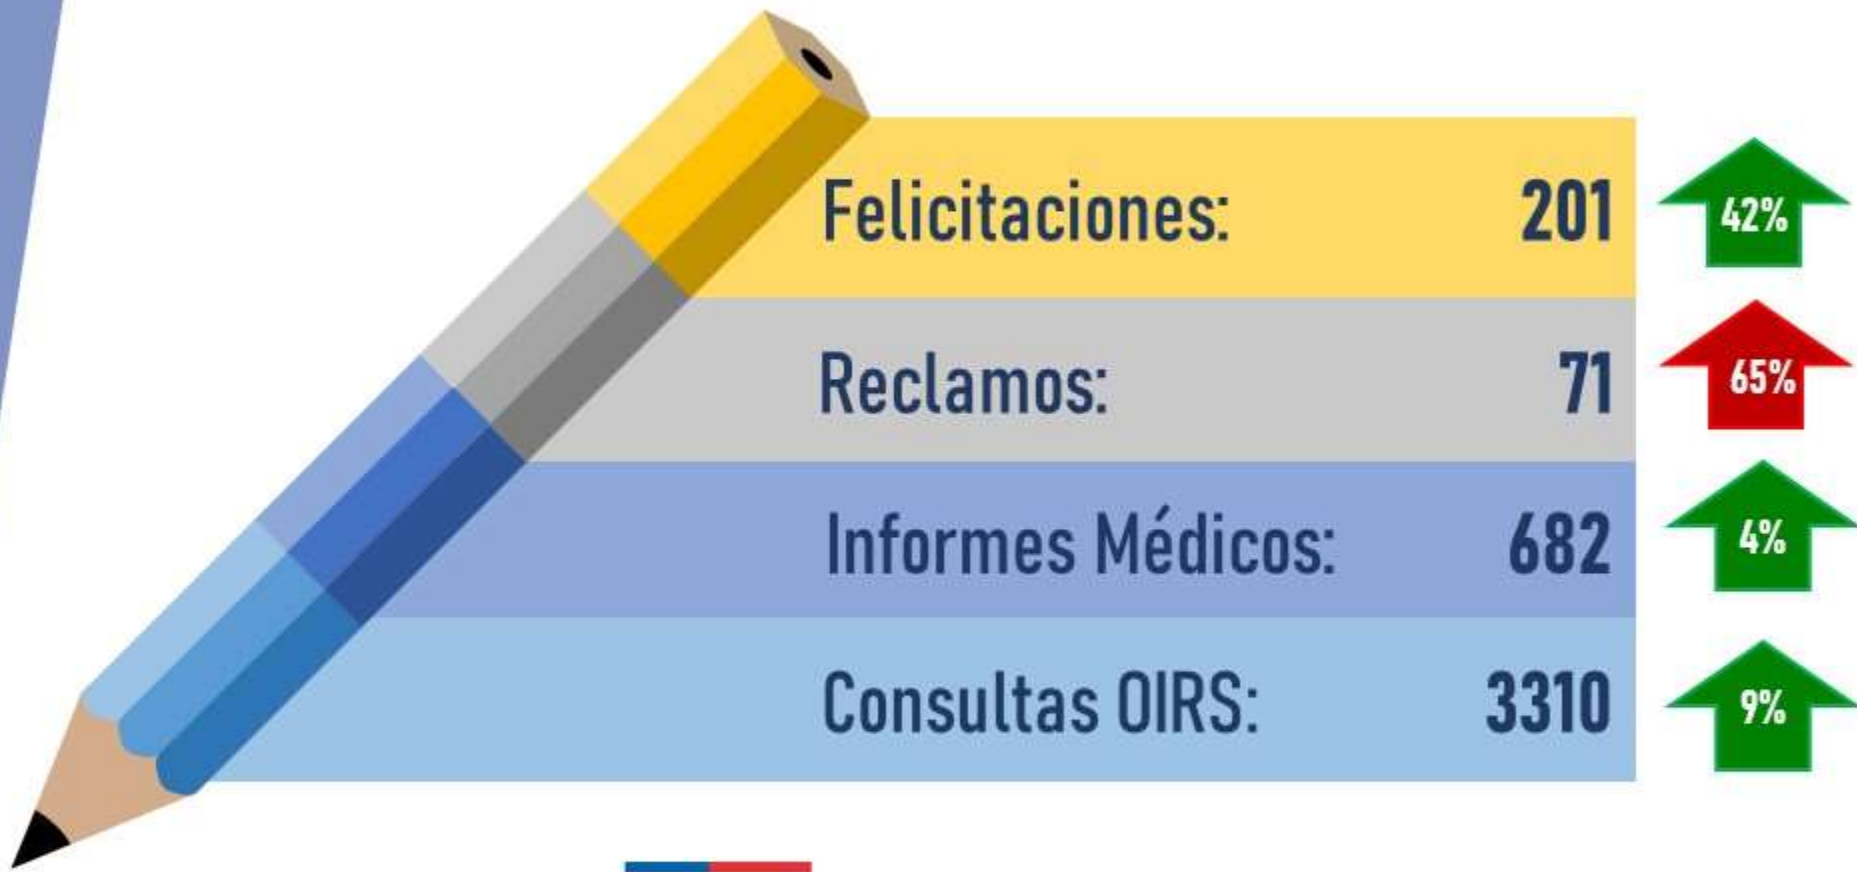 Felicitaciones: 201 42%
Reclamos: 71 65%
Informes Médicos: 682 4%
Consultas OIRS: 3310 9%